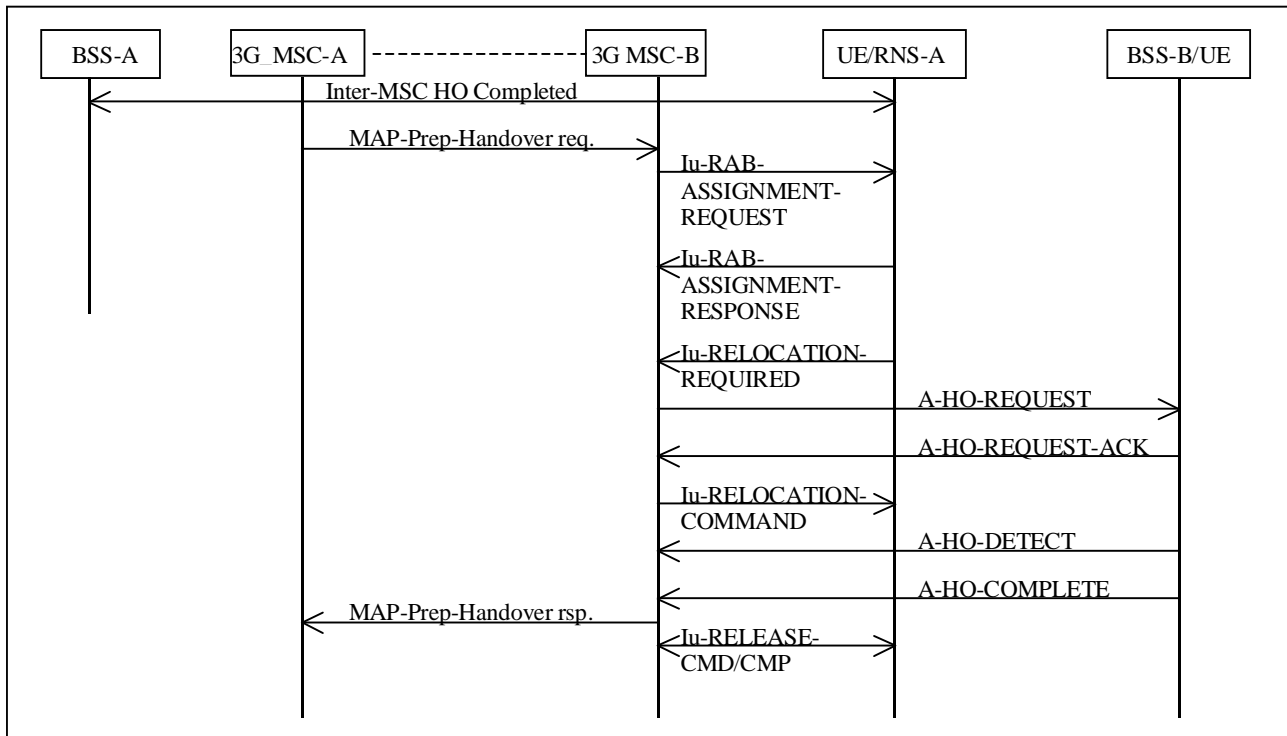 BSS-A
3G_MSC-A
3G MSC-B
UE/RNS-A
BSS-B/UE
Inter-MSC HO Completed
MAP-Prep-Handover req.
Iu-RAB-
ASSIGNMENT-
REQUEST
Iu-RAB-
ASSIGNMENT-
RESPONSE
Iu-RELOCATION-
REQUIRED
A-HO-REQUEST
A-HO-REQUEST-ACK
Iu-RELOCATION-
COMMAND
A-HO-DETECT
A-HO-COMPLETE
MAP-Prep-Handover rsp.
Iu-RELEASE-
CMD/CMP